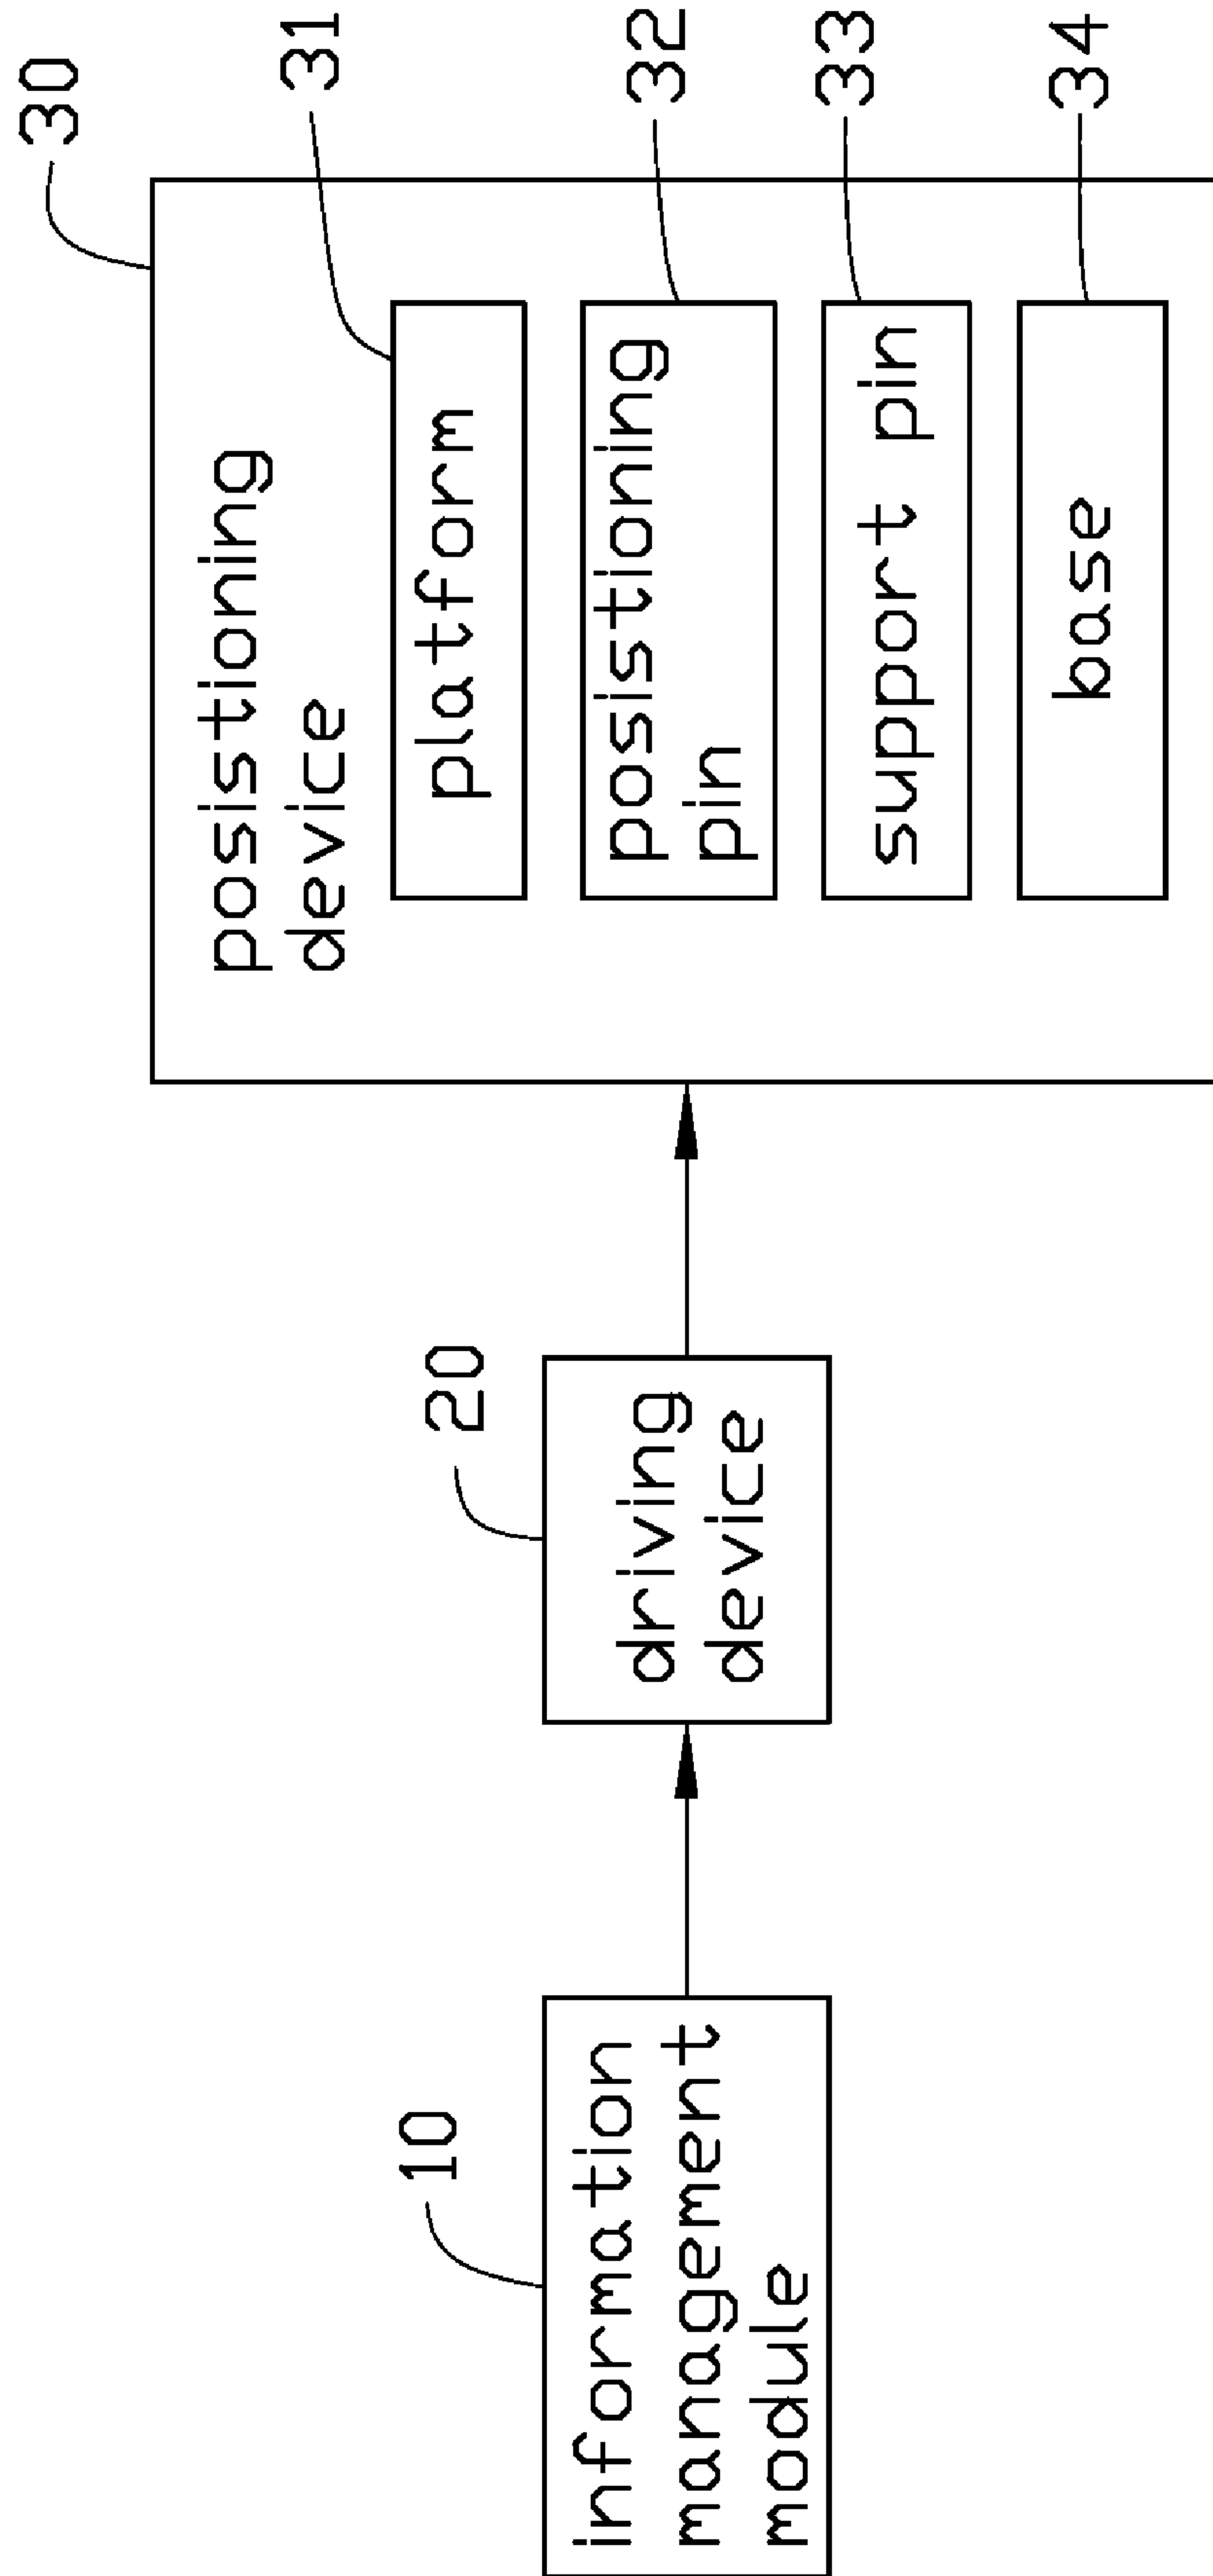 10
information
management
module
20
driving
device
30
posistioning
device
31
platform
32
posistioning
pin
33
support pin
34
base